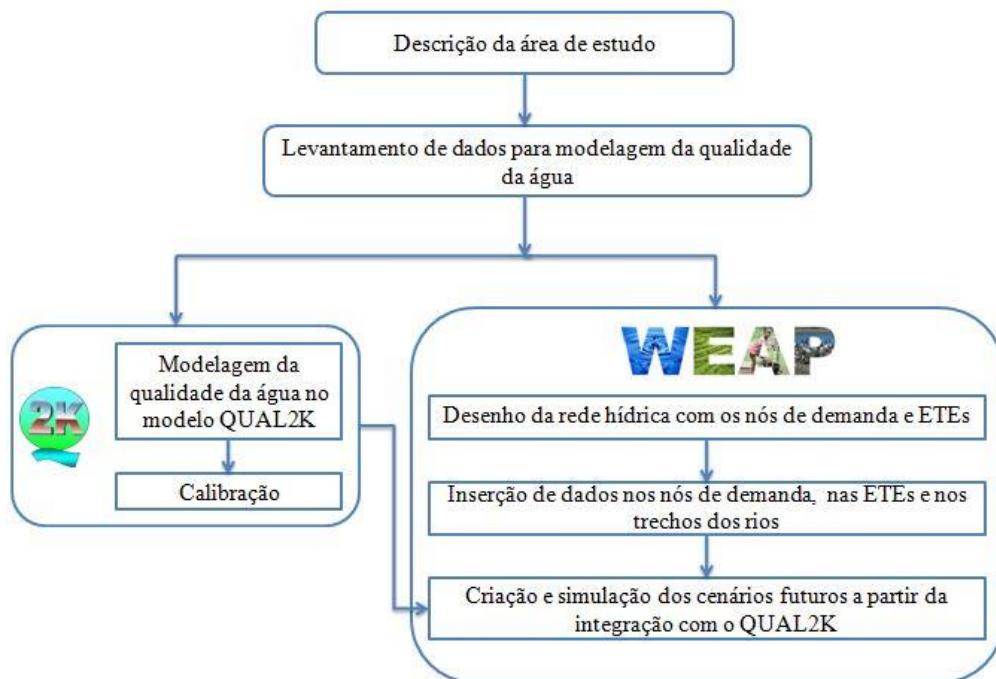 Descrição da área de estudo
Levantamento de dados para modelagem da qualidade
da água
2K
Modelagem da
qualidade da água no
modelo QUAL2K
Calibração
WEAP
Desenho da rede hídrica com os nós de demanda e ETEs
Inserção de dados nos nós de demanda, nas ETEs e nos
trechos dos rios
Criação e simulação dos cenários futuros a partir da
integração com o QUAL2K